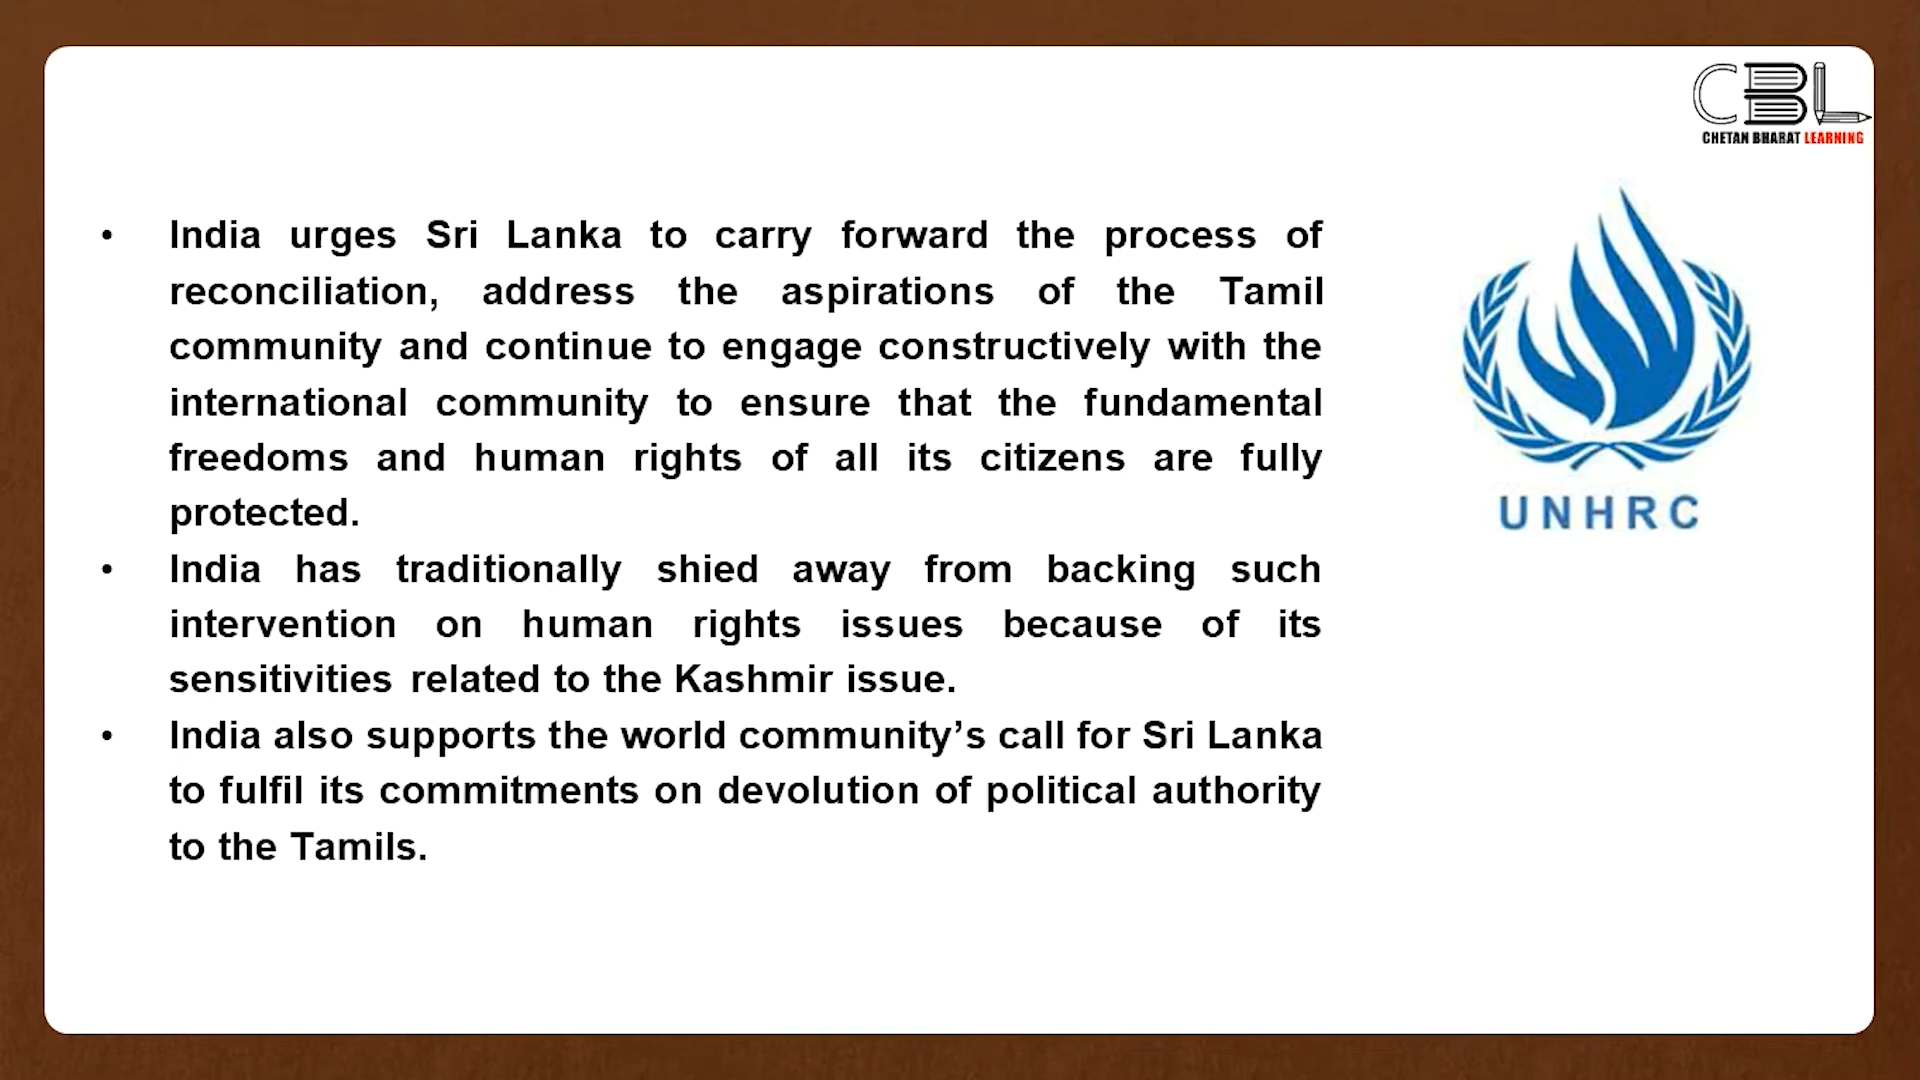 CBL
CHETAN BHARAT LEARNING
• India urges Sri Lanka to carry forward the process of
reconciliation, address the aspirations of the Tamil
community and continue to engage constructively with the
international community to ensure that the fundamental
freedoms and human rights of all its citizens are fully
protected.
• India has traditionally shied away from backing such
intervention on human rights issues because of its
sensitivities related to the Kashmir issue.
• India also supports the world community’s call for Sri Lanka
to fulfil its commitments on devolution of political authority
to the Tamils.
UNHRC